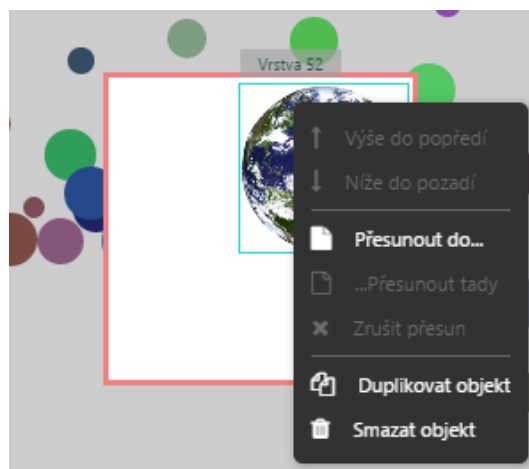 Vrstva 52
Výše do popředí
Níže do pozadí
Přesunout do...
...Přesunout tady
Zrušit přesun
Duplikovat objekt
Smazat objekt